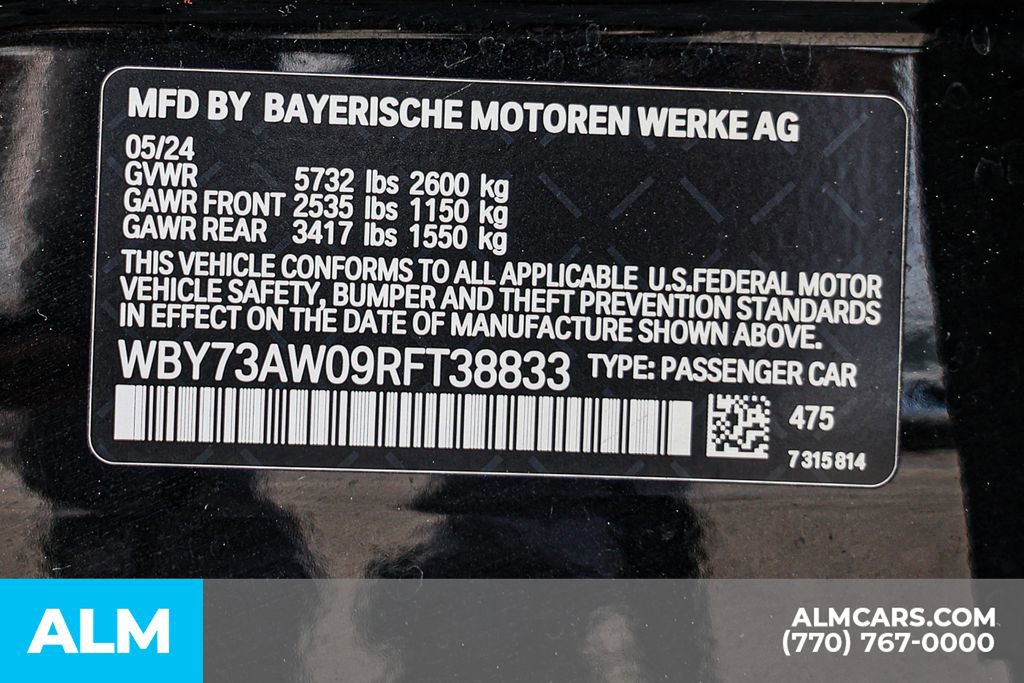 MFD BY BAYERISCHE MOTOREN WERKE AG
05/24
GVWR 5732 lbs 2600 kg
GAWR FRONT 2535 lbs 1150 kg
GAWR REAR 3417 lbs 1550 kg
THIS VEHICLE CONFORMS TO ALL APPLICABLE U.S.FEDERAL MOTOR
VEHICLE SAFETY, BUMPER AND THEFT PREVENTION STANDARDS
IN EFFECT ON THE DATE OF MANUFACTURE SHOWN ABOVE.
WBY73AW09RFT38833 TYPE: PASSENGER CAR
475
7315814
ALM
ALMCARS.COM
(770) 767-0000